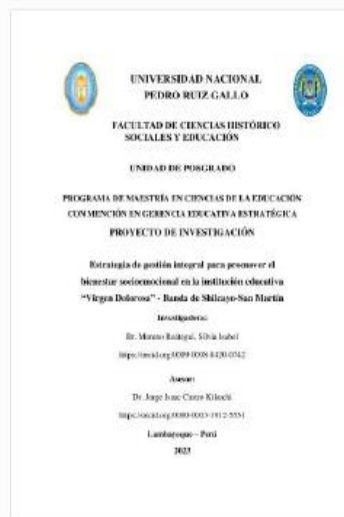 UNIVERSIDAD NACIONAL
PEDRO RUIZ GALLO
FACULTAD DE CIENCIAS HISTÓRICO
SOCIALES Y EDUCACIÓN
UNIDAD DE POSGRADO
PROGRAMA DE MAESTRÍA EN CIENCIAS DE LA EDUCACIÓN
CON MENCIÓN EN GERENCIA EDUCATIVA ESTRATÉGICA
PROYECTO DE INVESTIGACIÓN
Estrategia de gestión integral para promover el
bienestar socioemocional en la institución educativa
"Virgen Dolorosa" - Banda de Shilcayo-San Martín
Investigadora:
Br. Moreno Silvia Isabel
Asesor:
Dr. Jorge Isaac Castro Kikuchi
Lambayeque – Perú
2023